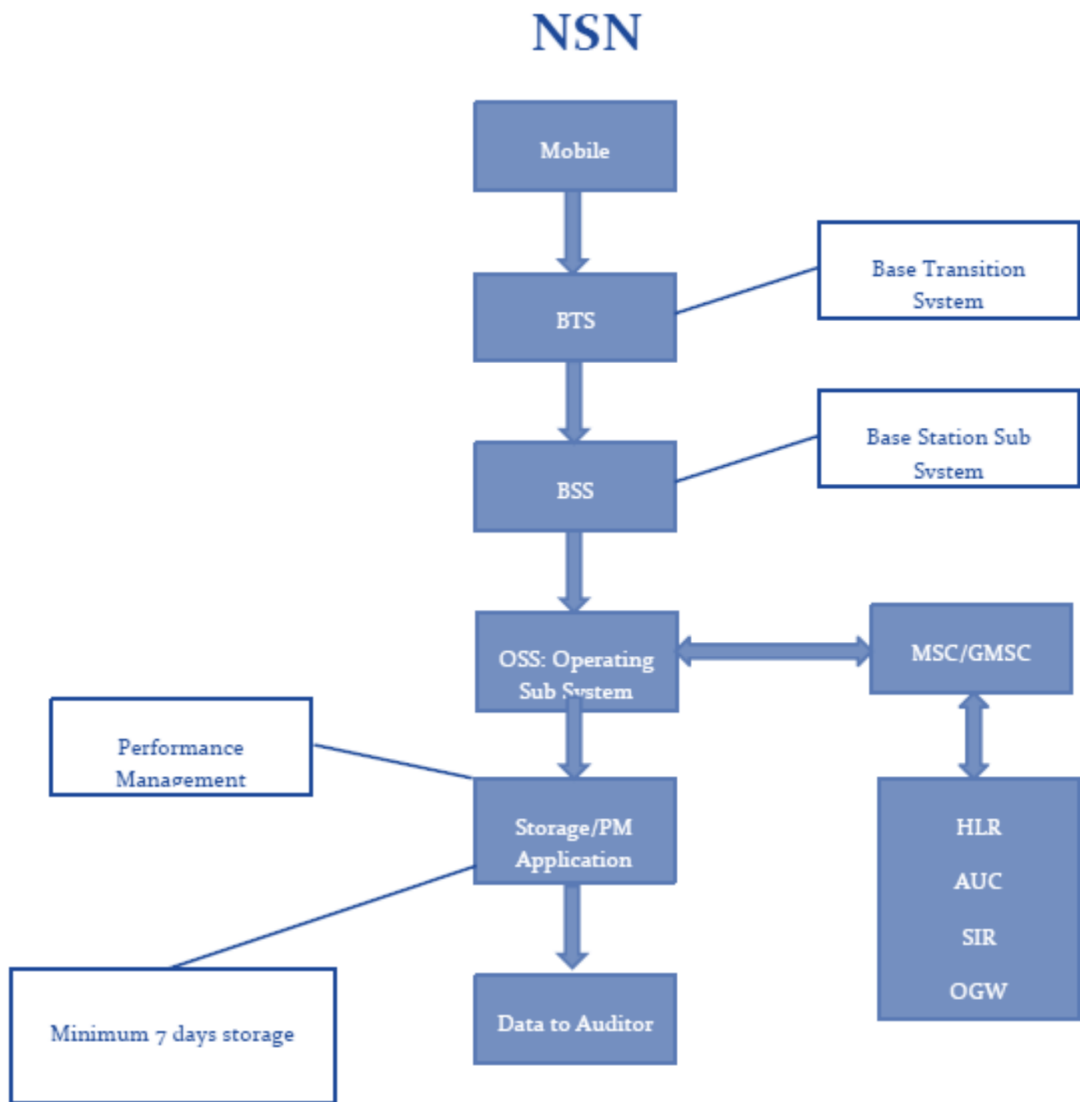 NSN
Mobile
Base Transition
System
BTS
Base Station Sub
System
BSS
OSS: Operating
Sub System
MSC/GMSC
Performance
Management
Storage/PM
Application
HLR
AUC
SIR
OGW
Minimum 7 days storage
Data to Auditor